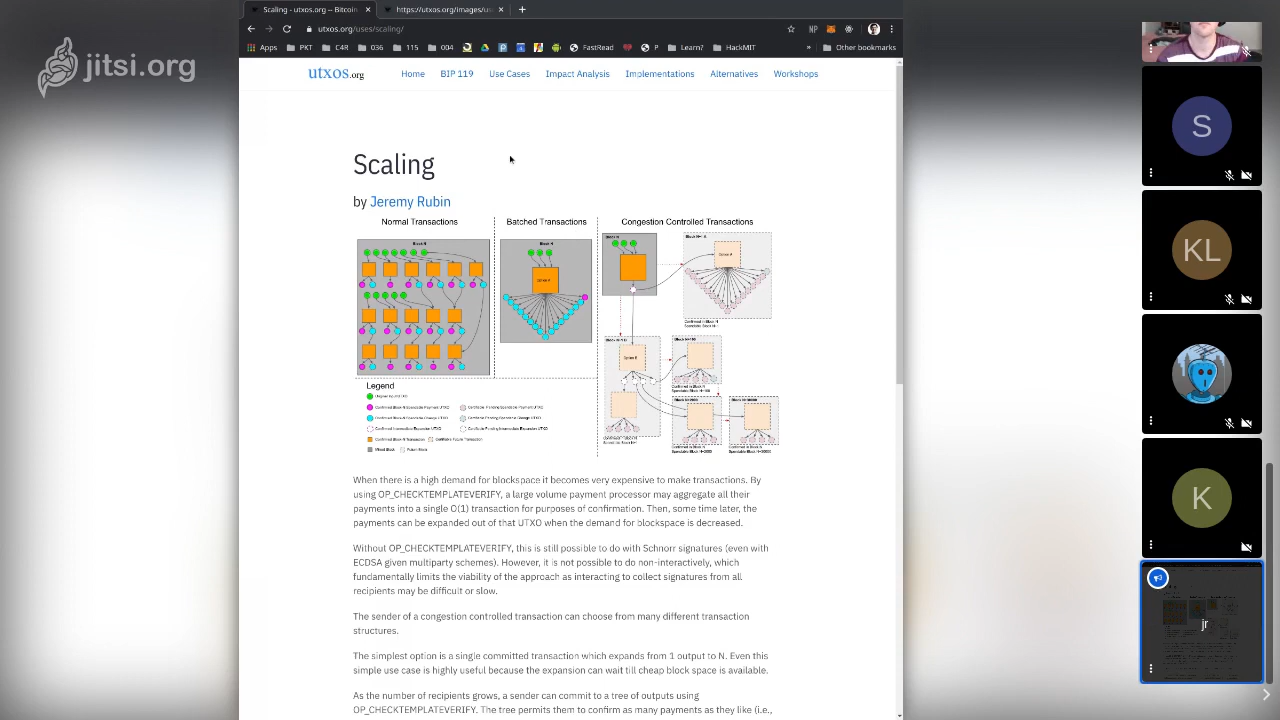 Scaling - utxos.org - Bitcoin
https://utxos.org/images/us
utxos.org/uses/scaling/
NP
Apps
PKT
C4R
036
115
004
FastRead
P
Learn?
HackMIT
»
Other bookmarks
jitsi.org
utxos.org
Home
BIP 119
Use Cases
Impact Analysis
Implementations
Alternatives
Workshops
Scaling
by Jeremy Rubin
Normal Transactions
Batched Transactions
Congestion Controlled Transactions
Block N
Block N
Block N
Option A
Option B
Legend
When there is a high demand for blockspace it becomes very expensive to make transactions. By
using OP_CHECKTEMPLATEVERIFY, a large volume payment processor may aggregate all their
payments into a single O(1) transaction for purposes of confirmation. Then, some time later, the
payments can be expanded out of that UTXO when the demand for blockspace is decreased.
Without OP_CHECKTEMPLATEVERIFY, this is still possible to do with Schnorr signatures (even with
ECDSA given multiparty schemes). However, it is not possible to do non-interactively, which
fundamentally limits the viability of the approach as interacting to collect signatures from all
recipients may be difficult or slow.
The sender of a congestion controlled transaction can choose from many different transaction
structures.
The simplest option is a single commitment transaction which expands from 1 output to N. Even this
simple use case is highly useful because the expansion can wait till cheap block space is available.
As the number of recipients grows, a sender can commit to a tree of outputs using
OP_CHECKTEMPLATEVERIFY. The tree permits them to confirm as many payments as they like (i.e.,
S
KL
K
jr